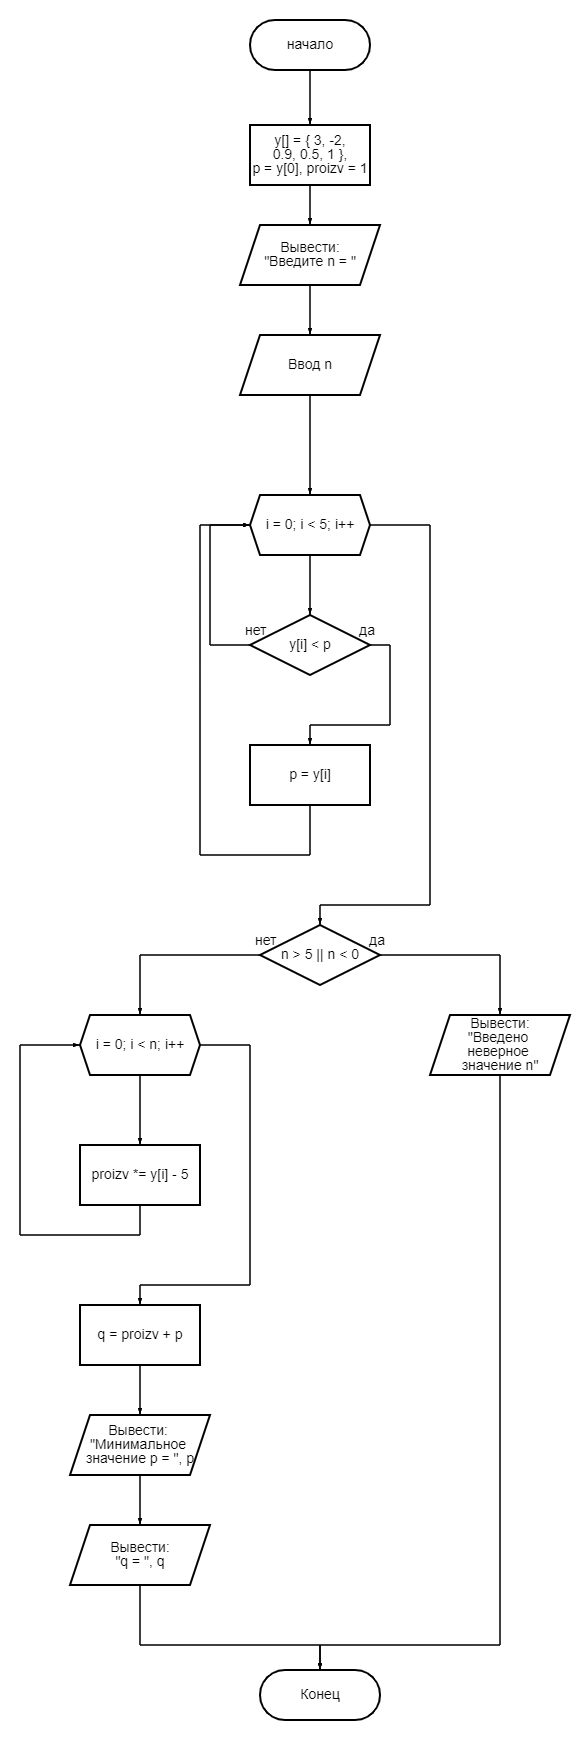 начало
y[] = { 3, -2,
0.9, 0.5, 1 },
p = y[0], proizv = 1
Вывести:
"Введите n = "
Ввод n
i = 0; i < 5; i++
нет
да
y[i] < p
p = y[i]
нет
да
n > 5 || n < 0
i = 0; i < n; i++
Вывести:
"Введено
неверное
значение n"
proizv *= y[i] - 5
q = proizv + p
Вывести:
"Минимальное
значение p = ", p
Вывести:
"q = ", q
Конец